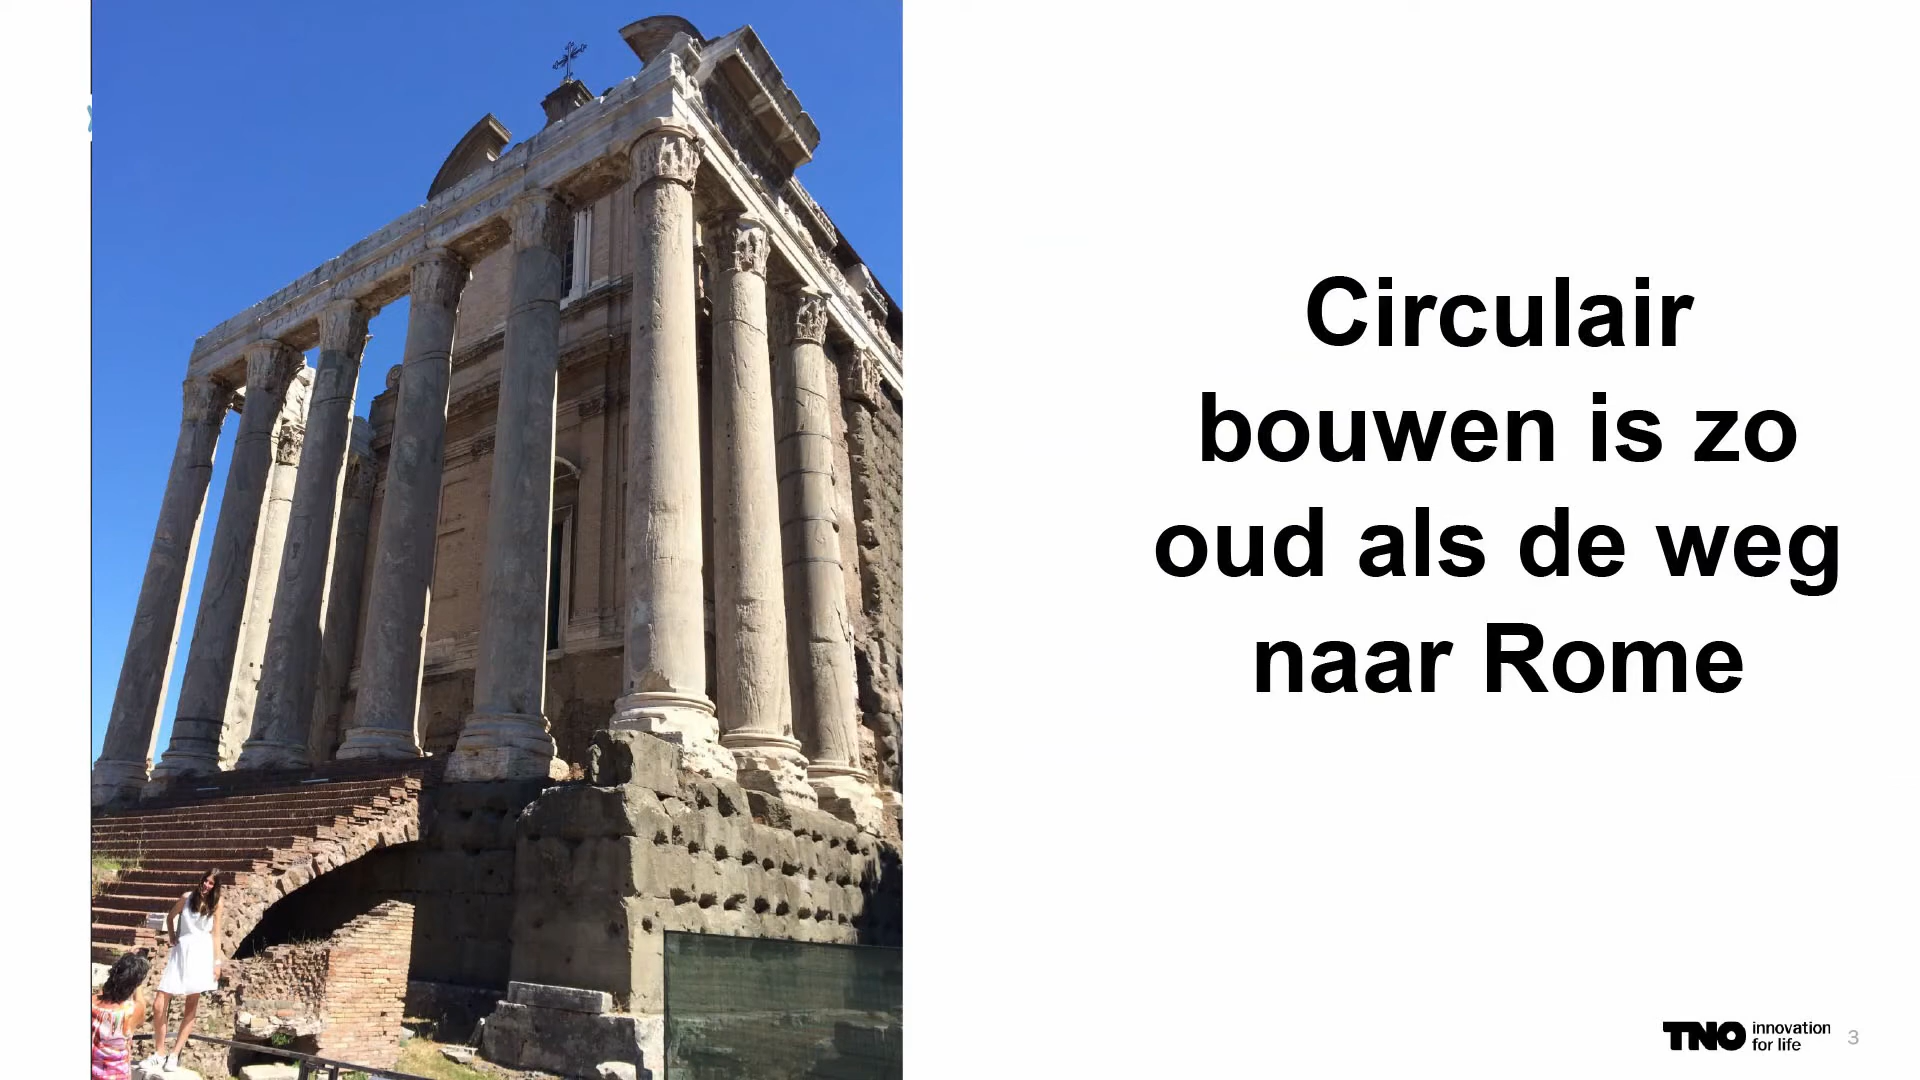 Circulair
bouwen is zo
oud als de weg
naar Rome
TNO innovation
for life
3